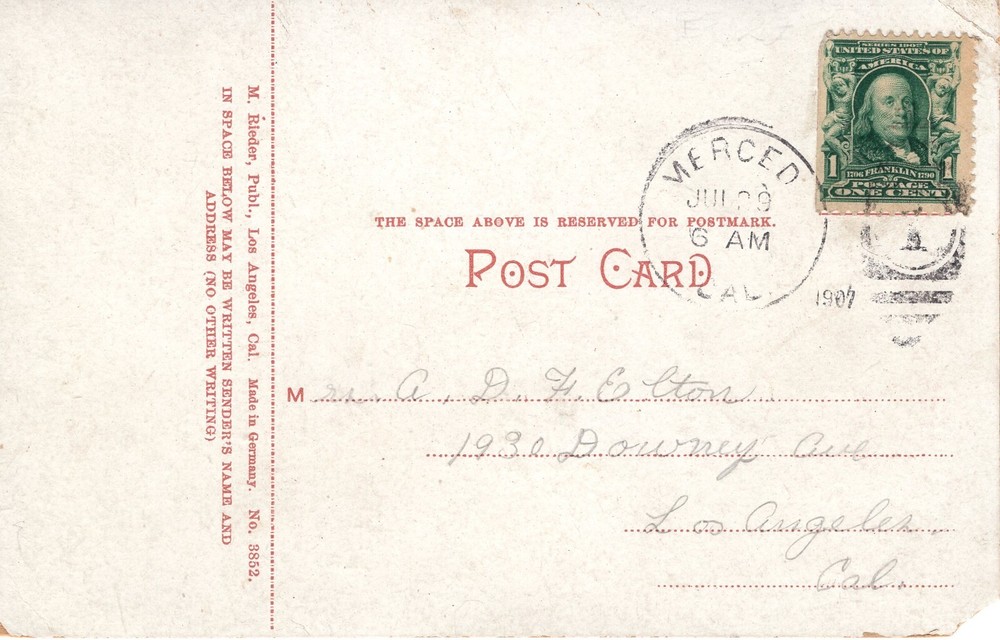 M. Rieder, Publ., Los Angeles, Cal. Made in Germany. No. 3852.
IN SPACE BELOW MAY BE WRITTEN SENDER'S NAME AND
ADDRESS (NO OTHER WRITING)
SERIES 1902
UNITED STATES OF
AMERICA
1 1706 FRANKLIN 1790 1
POSTAGE
ONE CENT
MERCED
JUL 29
6 AM
CAL.
1907
THE SPACE ABOVE IS RESERVED FOR POSTMARK.
POST CARD
Mrs. A. D. F. Elton
1930 Downey Ave
Los Angeles,
Cal.